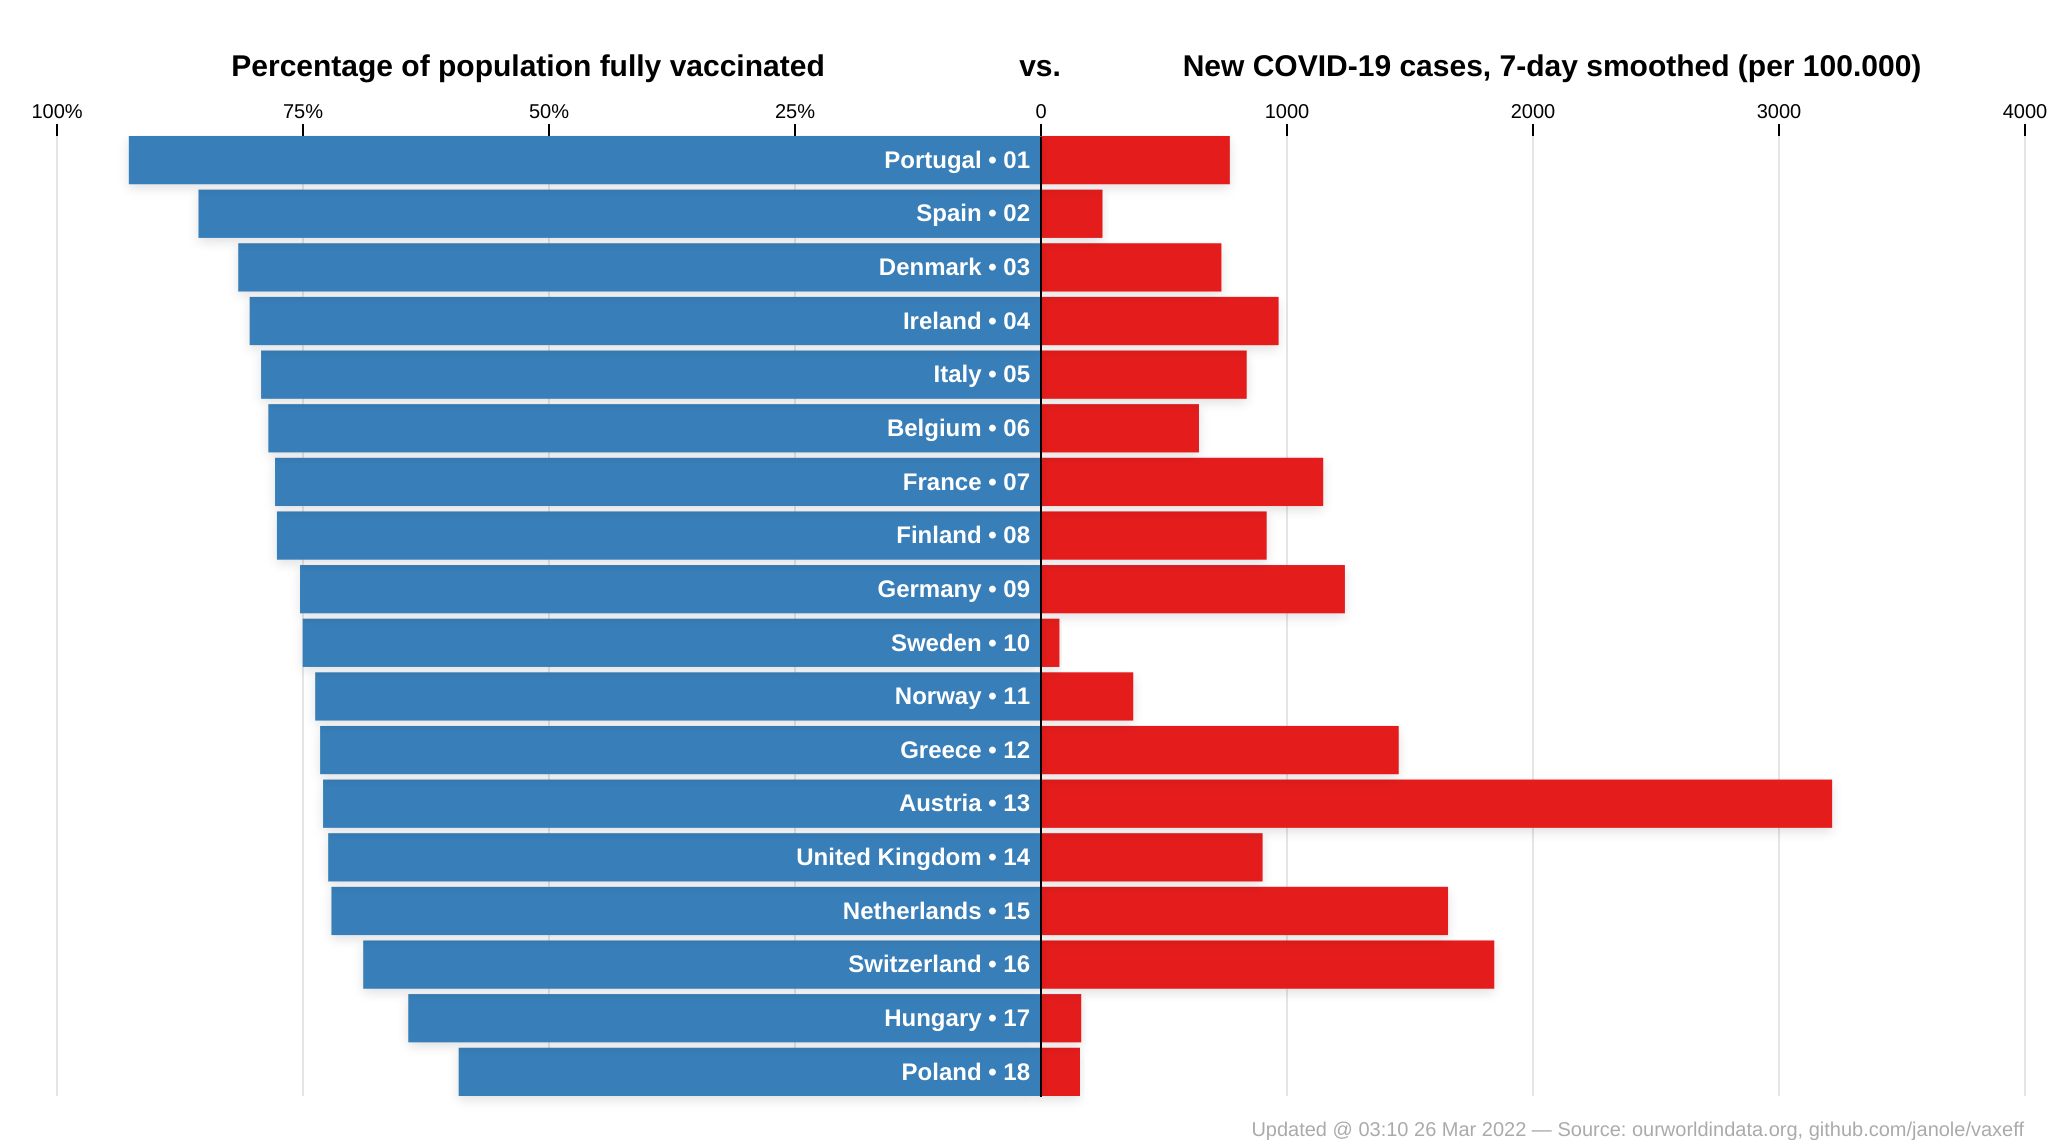 Percentage of population fully vaccinated vs. New COVID-19 cases, 7-day smoothed (per 100.000)
100% 75% 50% 25% 0 1000 2000 3000 4000
Portugal • 01
Spain • 02
Denmark • 03
Ireland • 04
Italy • 05
Belgium • 06
France • 07
Finland • 08
Germany • 09
Sweden • 10
Norway • 11
Greece • 12
Austria • 13
United Kingdom • 14
Netherlands • 15
Switzerland • 16
Hungary • 17
Poland • 18
Updated @ 03:10 26 Mar 2022 — Source: ourworldindata.org, github.com/janole/vaxeff